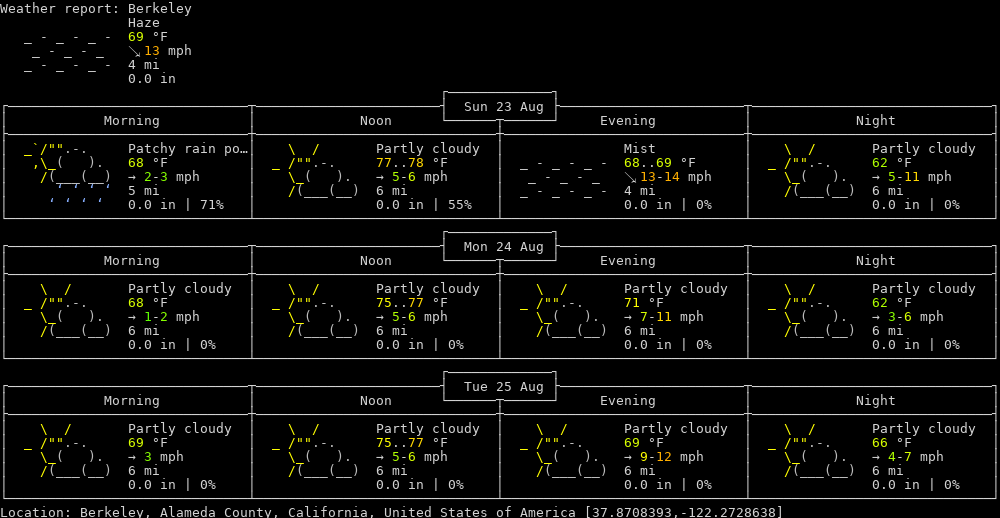 Weather report: Berkeley
Haze
69 °F
↘ 13 mph
4 mi
0.0 in
Sun 23 Aug
Morning Noon Evening Night
Patchy rain po… Partly cloudy Mist Partly cloudy
68 °F 77..78 °F 68..69 °F 62 °F
→ 2-3 mph → 5-6 mph ↘ 13-14 mph → 5-11 mph
5 mi 6 mi 4 mi 6 mi
0.0 in | 71% 0.0 in | 55% 0.0 in | 0% 0.0 in | 0%
Mon 24 Aug
Morning Noon Evening Night
Partly cloudy Partly cloudy Partly cloudy Partly cloudy
68 °F 75..77 °F 71 °F 62 °F
→ 1-2 mph → 5-6 mph → 7-11 mph → 3-6 mph
6 mi 6 mi 6 mi 6 mi
0.0 in | 0% 0.0 in | 0% 0.0 in | 0% 0.0 in | 0%
Tue 25 Aug
Morning Noon Evening Night
Partly cloudy Partly cloudy Partly cloudy Partly cloudy
69 °F 75..77 °F 69 °F 66 °F
→ 3 mph → 5-6 mph → 9-12 mph → 4-7 mph
6 mi 6 mi 6 mi 6 mi
0.0 in | 0% 0.0 in | 0% 0.0 in | 0% 0.0 in | 0%
Location: Berkeley, Alameda County, California, United States of America [37.8708393,-122.2728638]